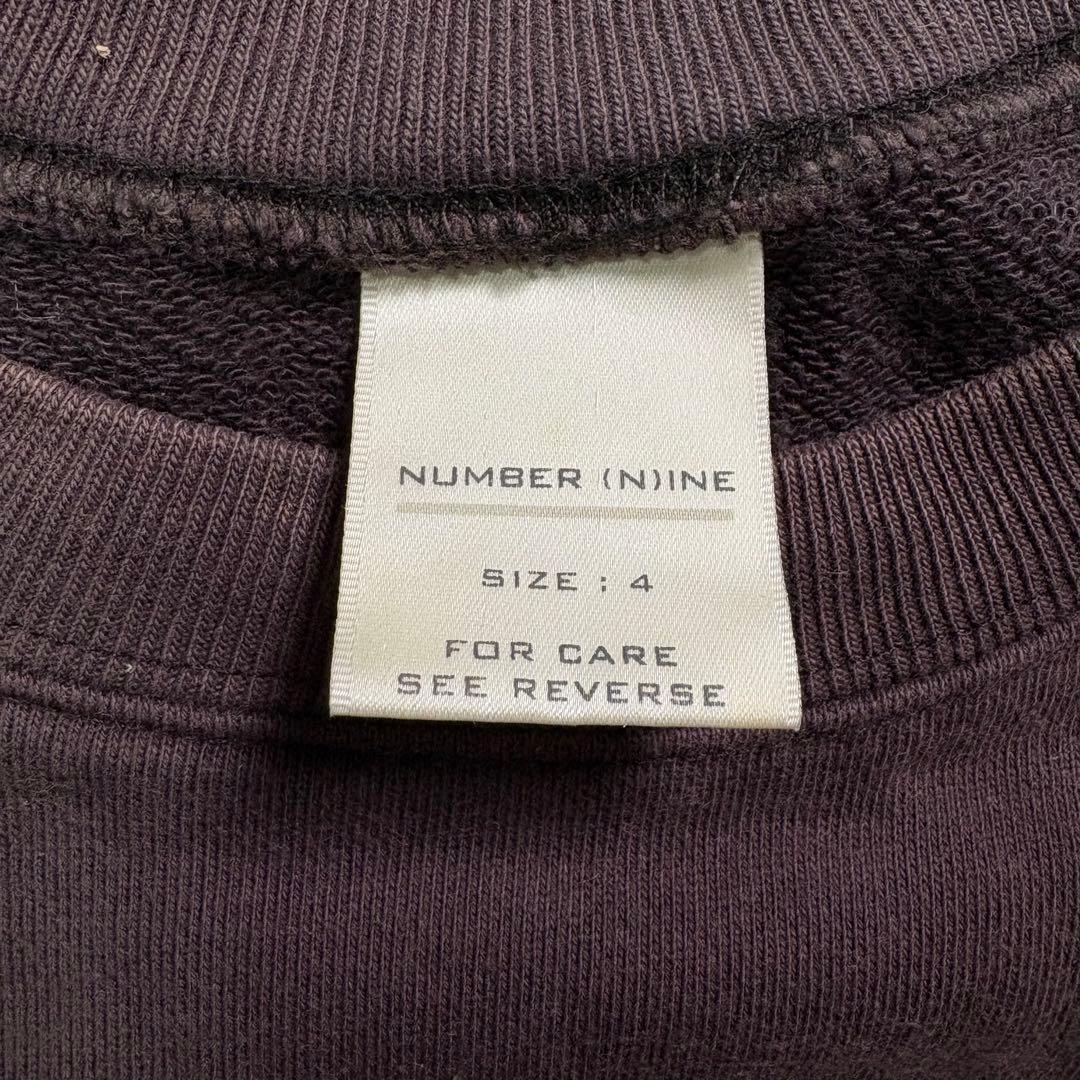 NUMBER (N)INE
SIZE : 4
FOR CARE
SEE REVERSE